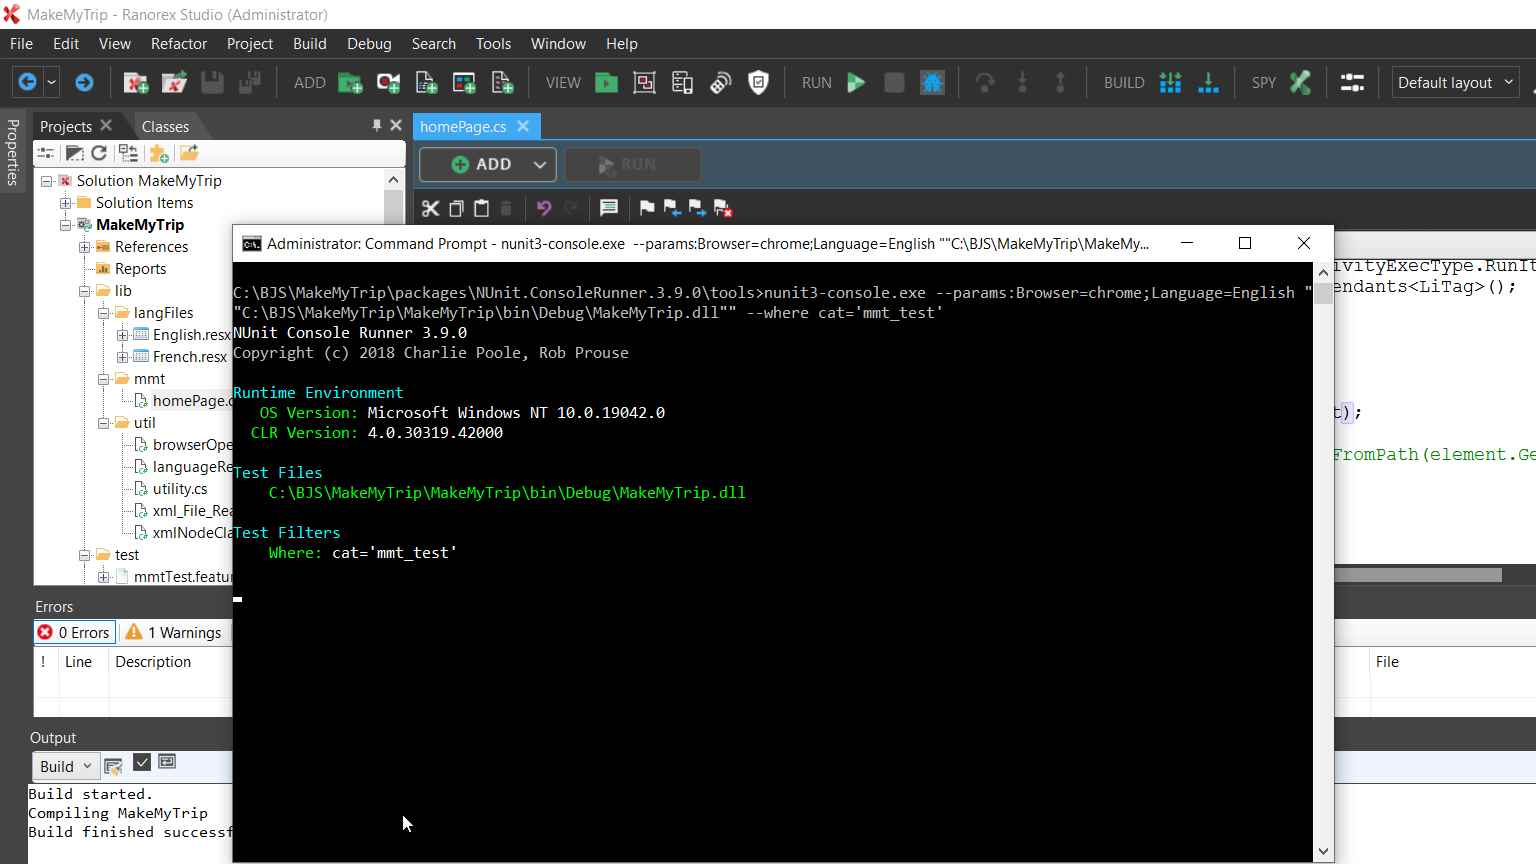 MakeMyTrip - Ranorex Studio (Administrator)
File Edit View Refactor Project Build Debug Search Tools Window Help
ADD VIEW RUN BUILD SPY Default layout
Properties
Projects Classes
homePage.cs
ADD RUN
Solution MakeMyTrip
Solution Items
MakeMyTrip
References
Reports
lib
langFiles
English.resx
French.resx
mmt
homePage.c
util
browserOpe
languageRe
utility.cs
xml_File_Rea
xmlNodeCla
test
mmtTest.featu
Administrator: Command Prompt - nunit3-console.exe --params:Browser=chrome;Language=English ""C:\BJS\MakeMyTrip\MakeMy...
C:\BJS\MakeMyTrip\packages\NUnit.ConsoleRunner.3.9.0\tools>nunit3-console.exe --params:Browser=chrome;Language=English "
"C:\BJS\MakeMyTrip\MakeMyTrip\bin\Debug\MakeMyTrip.dll"" --where cat='mmt_test'
NUnit Console Runner 3.9.0
Copyright (c) 2018 Charlie Poole, Rob Prouse
Runtime Environment
OS Version: Microsoft Windows NT 10.0.19042.0
CLR Version: 4.0.30319.42000
Test Files
C:\BJS\MakeMyTrip\MakeMyTrip\bin\Debug\MakeMyTrip.dll
Test Filters
Where: cat='mmt_test'
ivityExecType.RunIt
endants<LiTag>();
t);
FromPath(element.Ge
Errors
0 Errors 1 Warnings
! Line Description File
Output
Build
Build started.
Compiling MakeMyTrip
Build finished successf